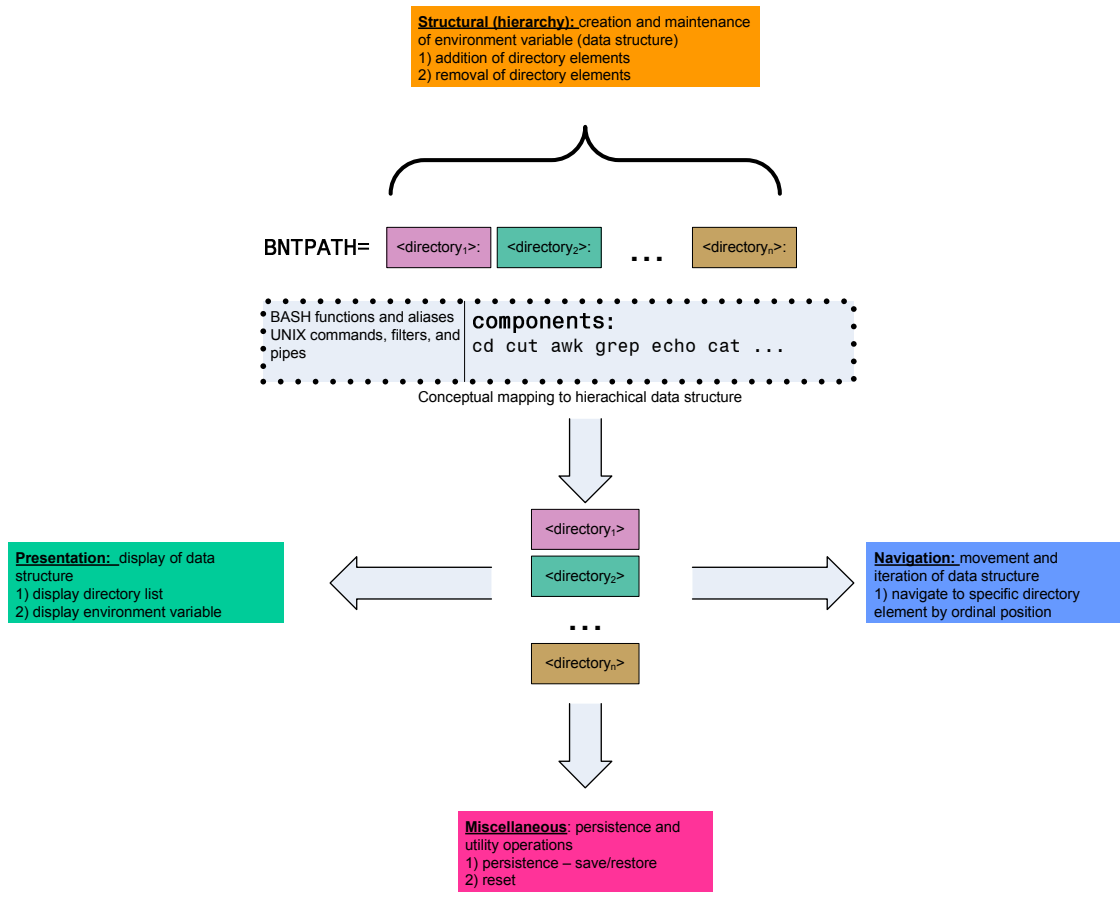 Structural (hierarchy): creation and maintenance
of environment variable (data structure)
1) addition of directory elements
2) removal of directory elements
BNTPATH= <directory₁>: <directory₂>: ... <directoryₙ>:
BASH functions and aliases
UNIX commands, filters, and
pipes
components:
cd cut awk grep echo cat ...
Conceptual mapping to hierachical data structure
<directory₁>
<directory₂>
...
<directoryₙ>
Presentation: display of data
structure
1) display directory list
2) display environment variable
Navigation: movement and
iteration of data structure
1) navigate to specific directory
element by ordinal position
Miscellaneous: persistence and
utility operations
1) persistence – save/restore
2) reset